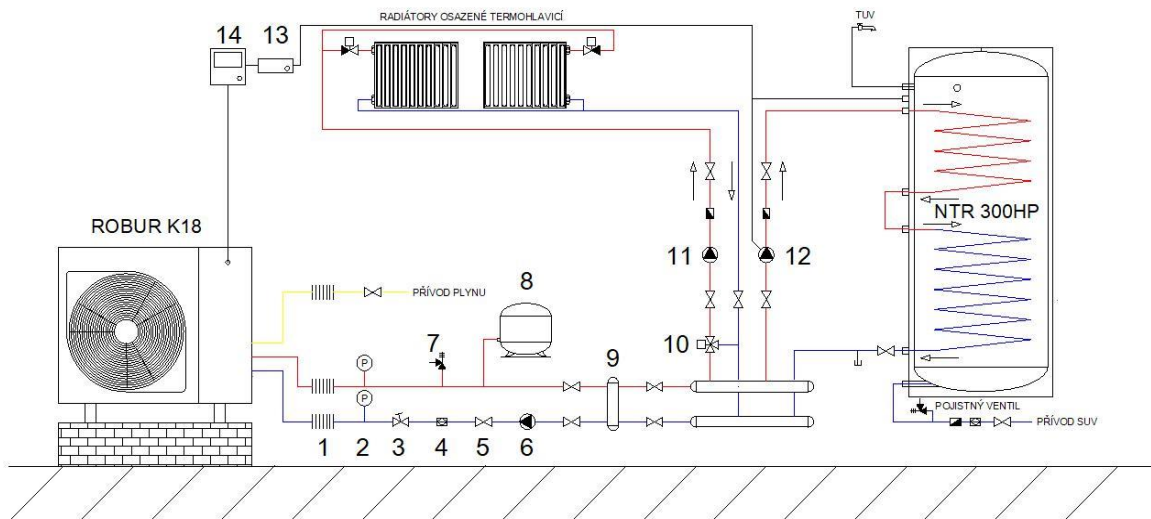 RADIÁTORY OSAZENÉ TERMOHLAVICÍ
TUV
14 13
ROBUR K18
NTR 300HP
11 12
8
PŘÍVOD PLYNU
7
10
9
P
P
POJISTNÝ VENTIL
PŘÍVOD SUV
1 2 3 4 5 6